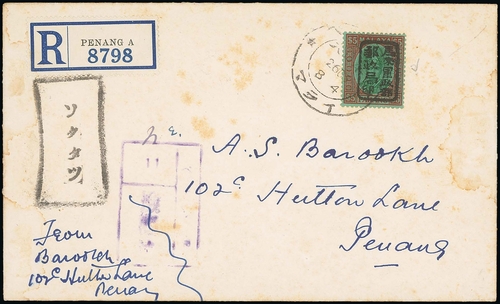 R
PENANG A
8798
ソクタツ
A.S. Barookh
102c Hutton Lane
Penang
From
Barookh
102c Hutton Lane
Penang